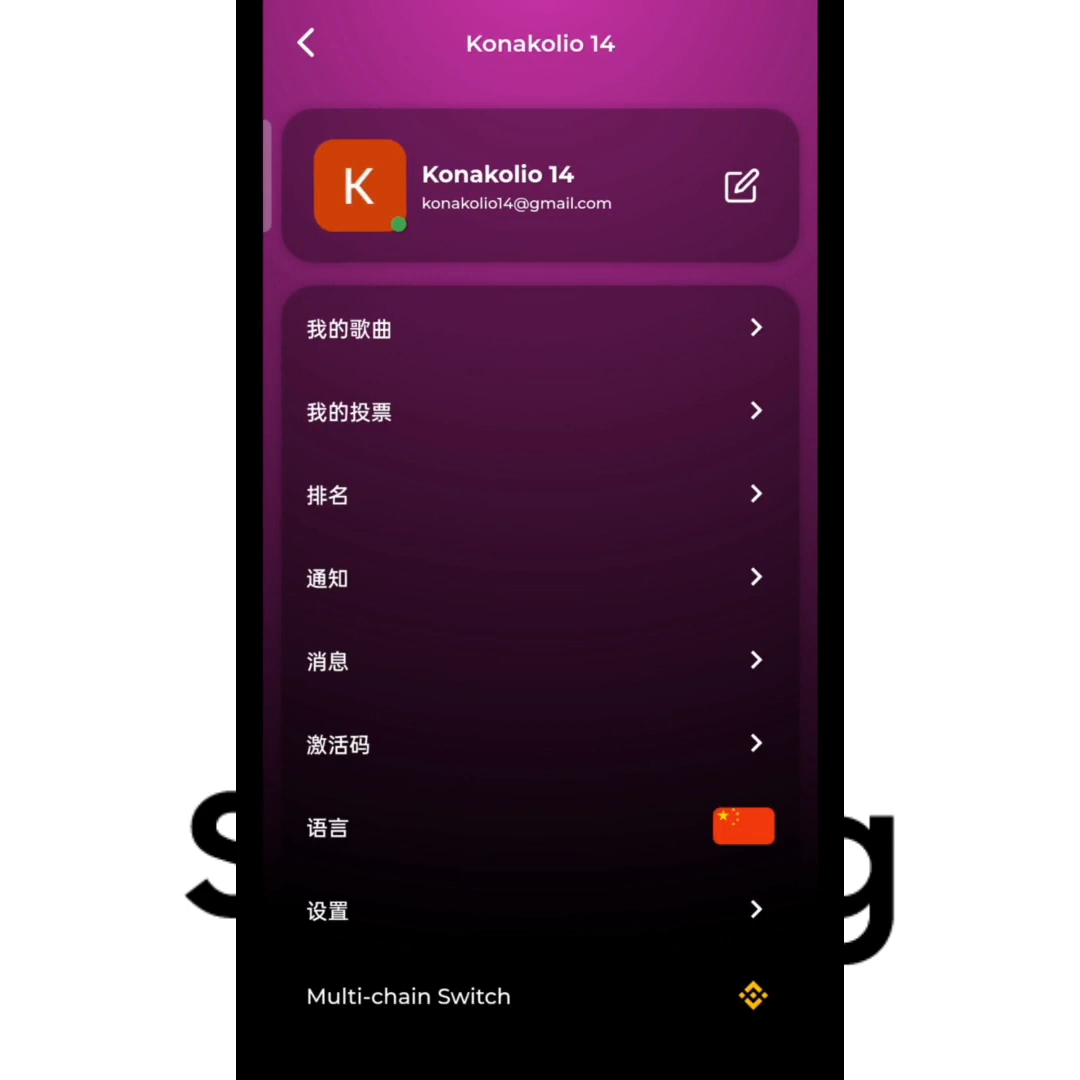 Konakolio 14
K
Konakolio 14
konakolio14@gmail.com
我的歌曲
我的投票
排名
通知
消息
激活码
语言
设置
Multi-chain Switch